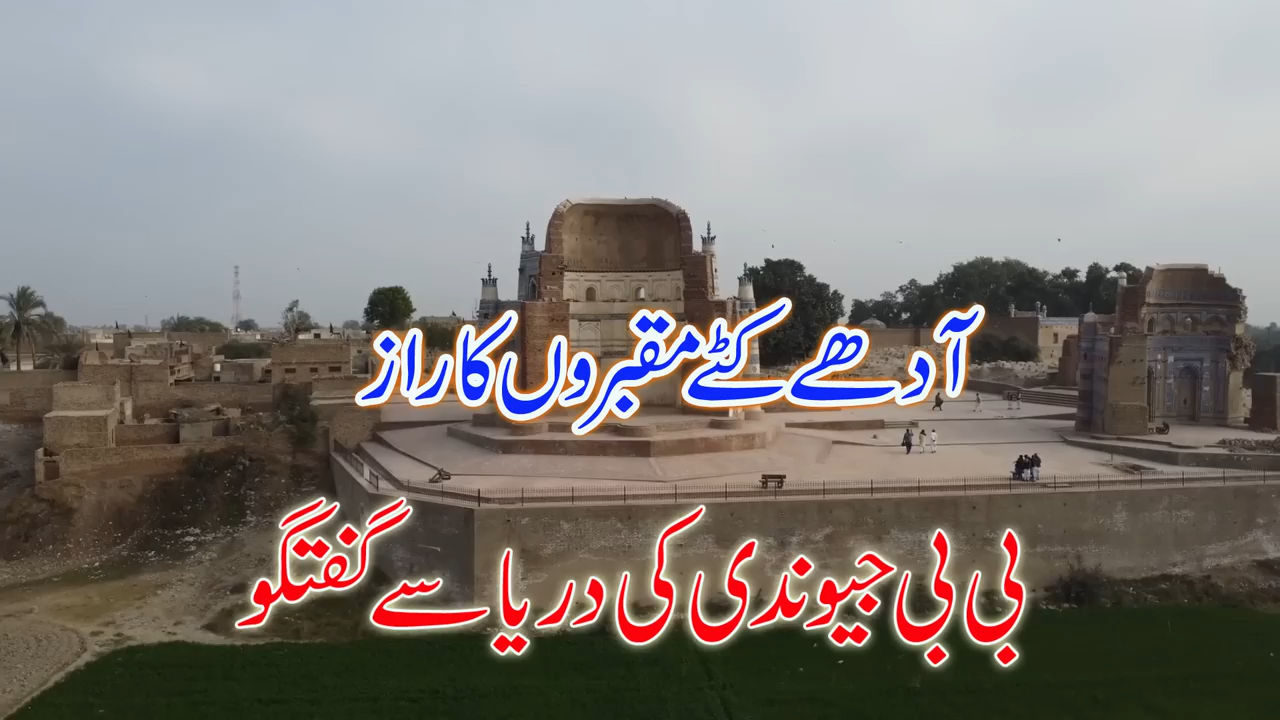 آدھے کٹے مقبروں کا راز
بی بی جیوندی کی دریا سے گفتگو